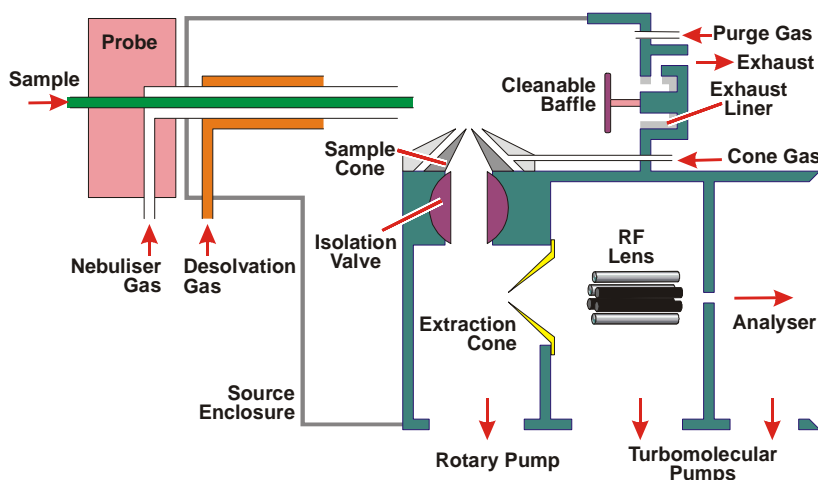 Probe
Sample
Purge Gas
Exhaust
Cleanable
Baffle
Exhaust
Liner
Sample
Cone
Cone Gas
Isolation
Valve
Nebuliser
Gas
Desolvation
Gas
RF
Lens
Extraction
Cone
Analyser
Source
Enclosure
Rotary Pump
Turbomolecular
Pumps